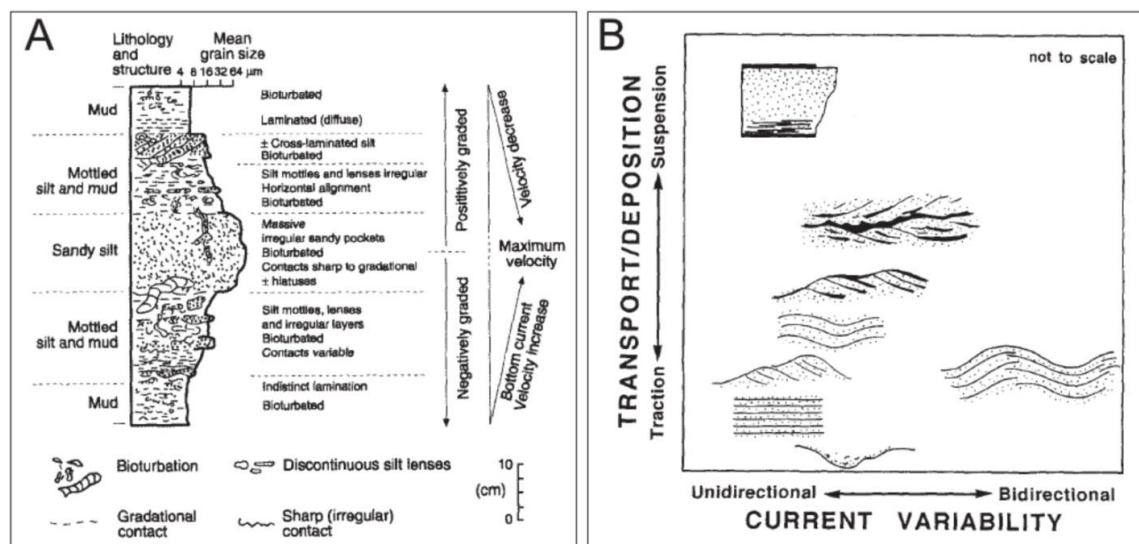 A
Lithology and structure
Mean grain size
4 8 16 32 64 μm
Mud
Bioturbated
Laminated (diffuse)
± Cross-laminated silt
Bioturbated
Mottled silt and mud
Silt mottles and lenses irregular
Horizontal alignment
Bioturbated
Sandy silt
Massive
irregular sandy pockets
Bioturbated
Contacts sharp to gradational
± hiatuses
Mottled silt and mud
Silt mottles, lenses
and irregular layers
Bioturbated
Contacts variable
Mud
Indistinct lamination
Bioturbated
Posititively graded
Negatively graded
Velocity decrease
Maximum
velocity
Bottom current
Velocity increase
Bioturbation
Discontinuous silt lenses
Gradational
contact
Sharp (irregular)
contact
10
(cm)
0
B
not to scale
TRANSPORT/DEPOSITION
Traction
Suspension
Unidirectional
Bidirectional
CURRENT VARIABILITY